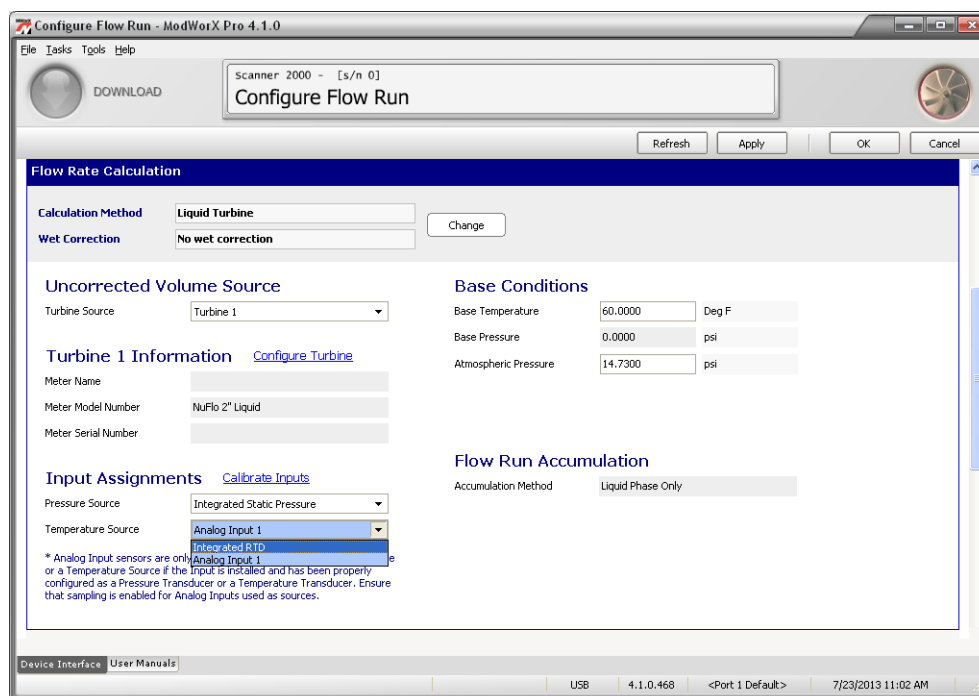 Configure Flow Run - ModWorX Pro 4.1.0
File Tasks Tools Help
DOWNLOAD
Scanner 2000 - [s/n 0]
Configure Flow Run
Refresh Apply OK Cancel
Flow Rate Calculation
Calculation Method Liquid Turbine
Wet Correction No wet correction
Change
Uncorrected Volume Source
Turbine Source Turbine 1
Turbine 1 Information Configure Turbine
Meter Name
Meter Model Number NuFlo 2" Liquid
Meter Serial Number
Input Assignments Calibrate Inputs
Pressure Source Integrated Static Pressure
Temperature Source Analog Input 1
Integrated RTD
Analog Input 1
* Analog Input sensors are only
or a Temperature Source if the Input is installed and has been properly
configured as a Pressure Transducer or a Temperature Transducer. Ensure
that sampling is enabled for Analog Inputs used as sources.
Base Conditions
Base Temperature 60.0000 Deg F
Base Pressure 0.0000 psi
Atmospheric Pressure 14.7300 psi
Flow Run Accumulation
Accumulation Method Liquid Phase Only
Device Interface User Manuals
USB 4.1.0.468 <Port 1 Default> 7/23/2013 11:02 AM